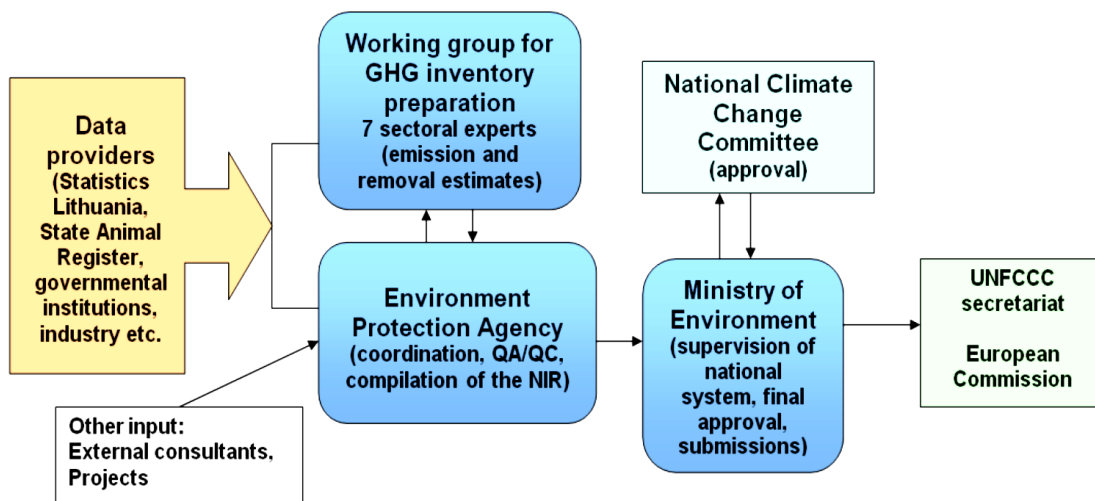 Data
providers
(Statistics
Lithuania,
State Animal
Register,
governmental
institutions,
industry etc.
Working group for
GHG inventory
preparation
7 sectoral experts
(emission and
removal estimates)
National Climate
Change
Committee
(approval)
Environment
Protection Agency
(coordination, QA/QC,
compilation of the NIR)
Ministry of
Environment
(supervision of
national
system, final
approval,
submissions)
UNFCCC
secretariat
European
Commission
Other input:
External consultants,
Projects